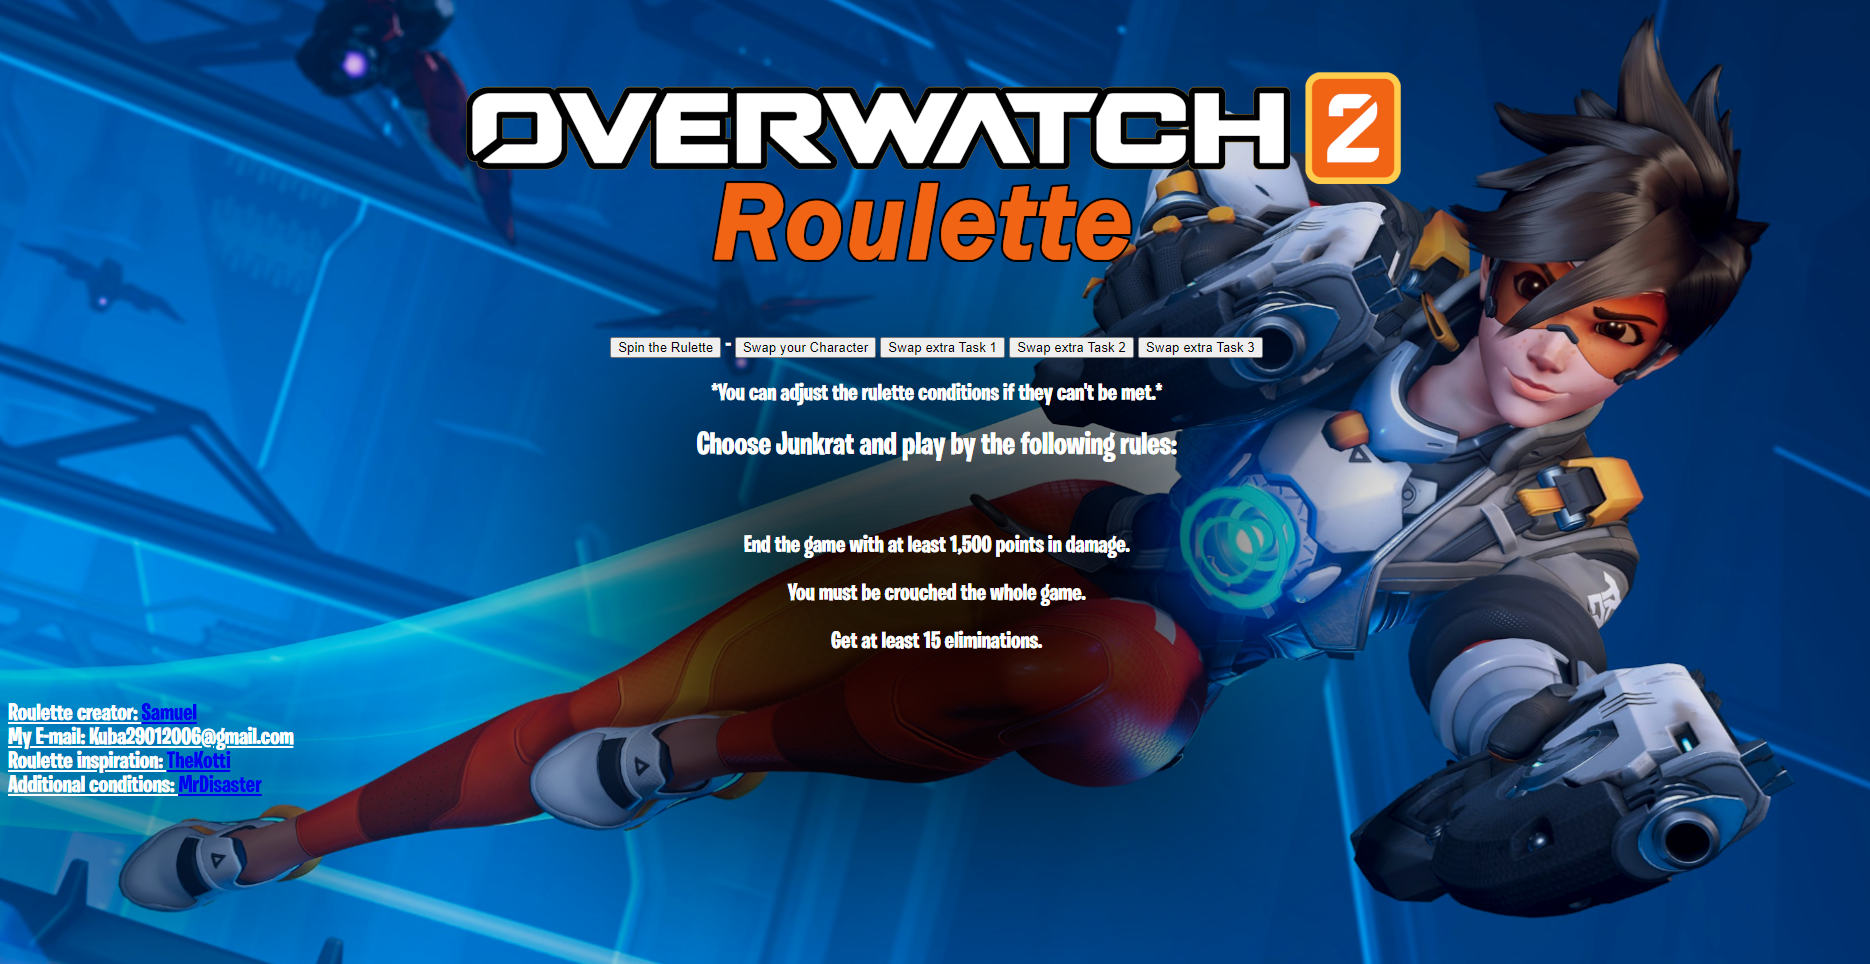 OVERWATCH 2
Roulette
Spin the Rulette - Swap your Character Swap extra Task 1 Swap extra Task 2 Swap extra Task 3
*You can adjust the rulette conditions if they can't be met.*
Choose Junkrat and play by the following rules:
End the game with at least 1,500 points in damage.
You must be crouched the whole game.
Get at least 15 eliminations.
Roulette creator: Samuel
My E-mail: Kuba29012006@gmail.com
Roulette inspiration: TheKotti
Additional conditions: MrDisaster